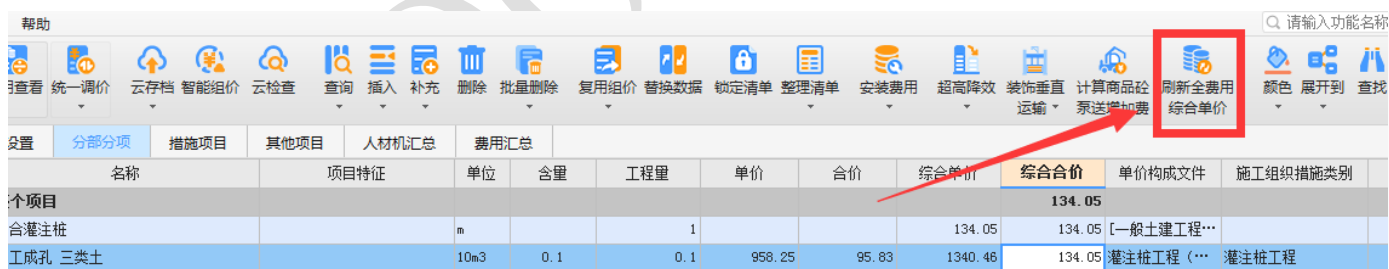 帮助
请输入功能名称
查看 统一调价 云存档 智能组价 云检查 查询 插入 补充 删除 批量删除 复用组价 替换数据 锁定清单 整理清单 安装费用 超高降效 装饰垂直运输 计算商品砼泵送增加费 刷新全费用综合单价 颜色 展开到 查找
设置 分部分项 措施项目 其他项目 人材机汇总 费用汇总
名称 项目特征 单位 含量 工程量 单价 合价 综合单价 综合合价 单价构成文件 施工组织措施类别
个项目 134.05
合灌注桩 m 1 134.05 134.05 [一般土建工程…
工成孔 三类土 10m3 0.1 0.1 958.25 95.83 1340.46 134.05 灌注桩工程 (… 灌注桩工程